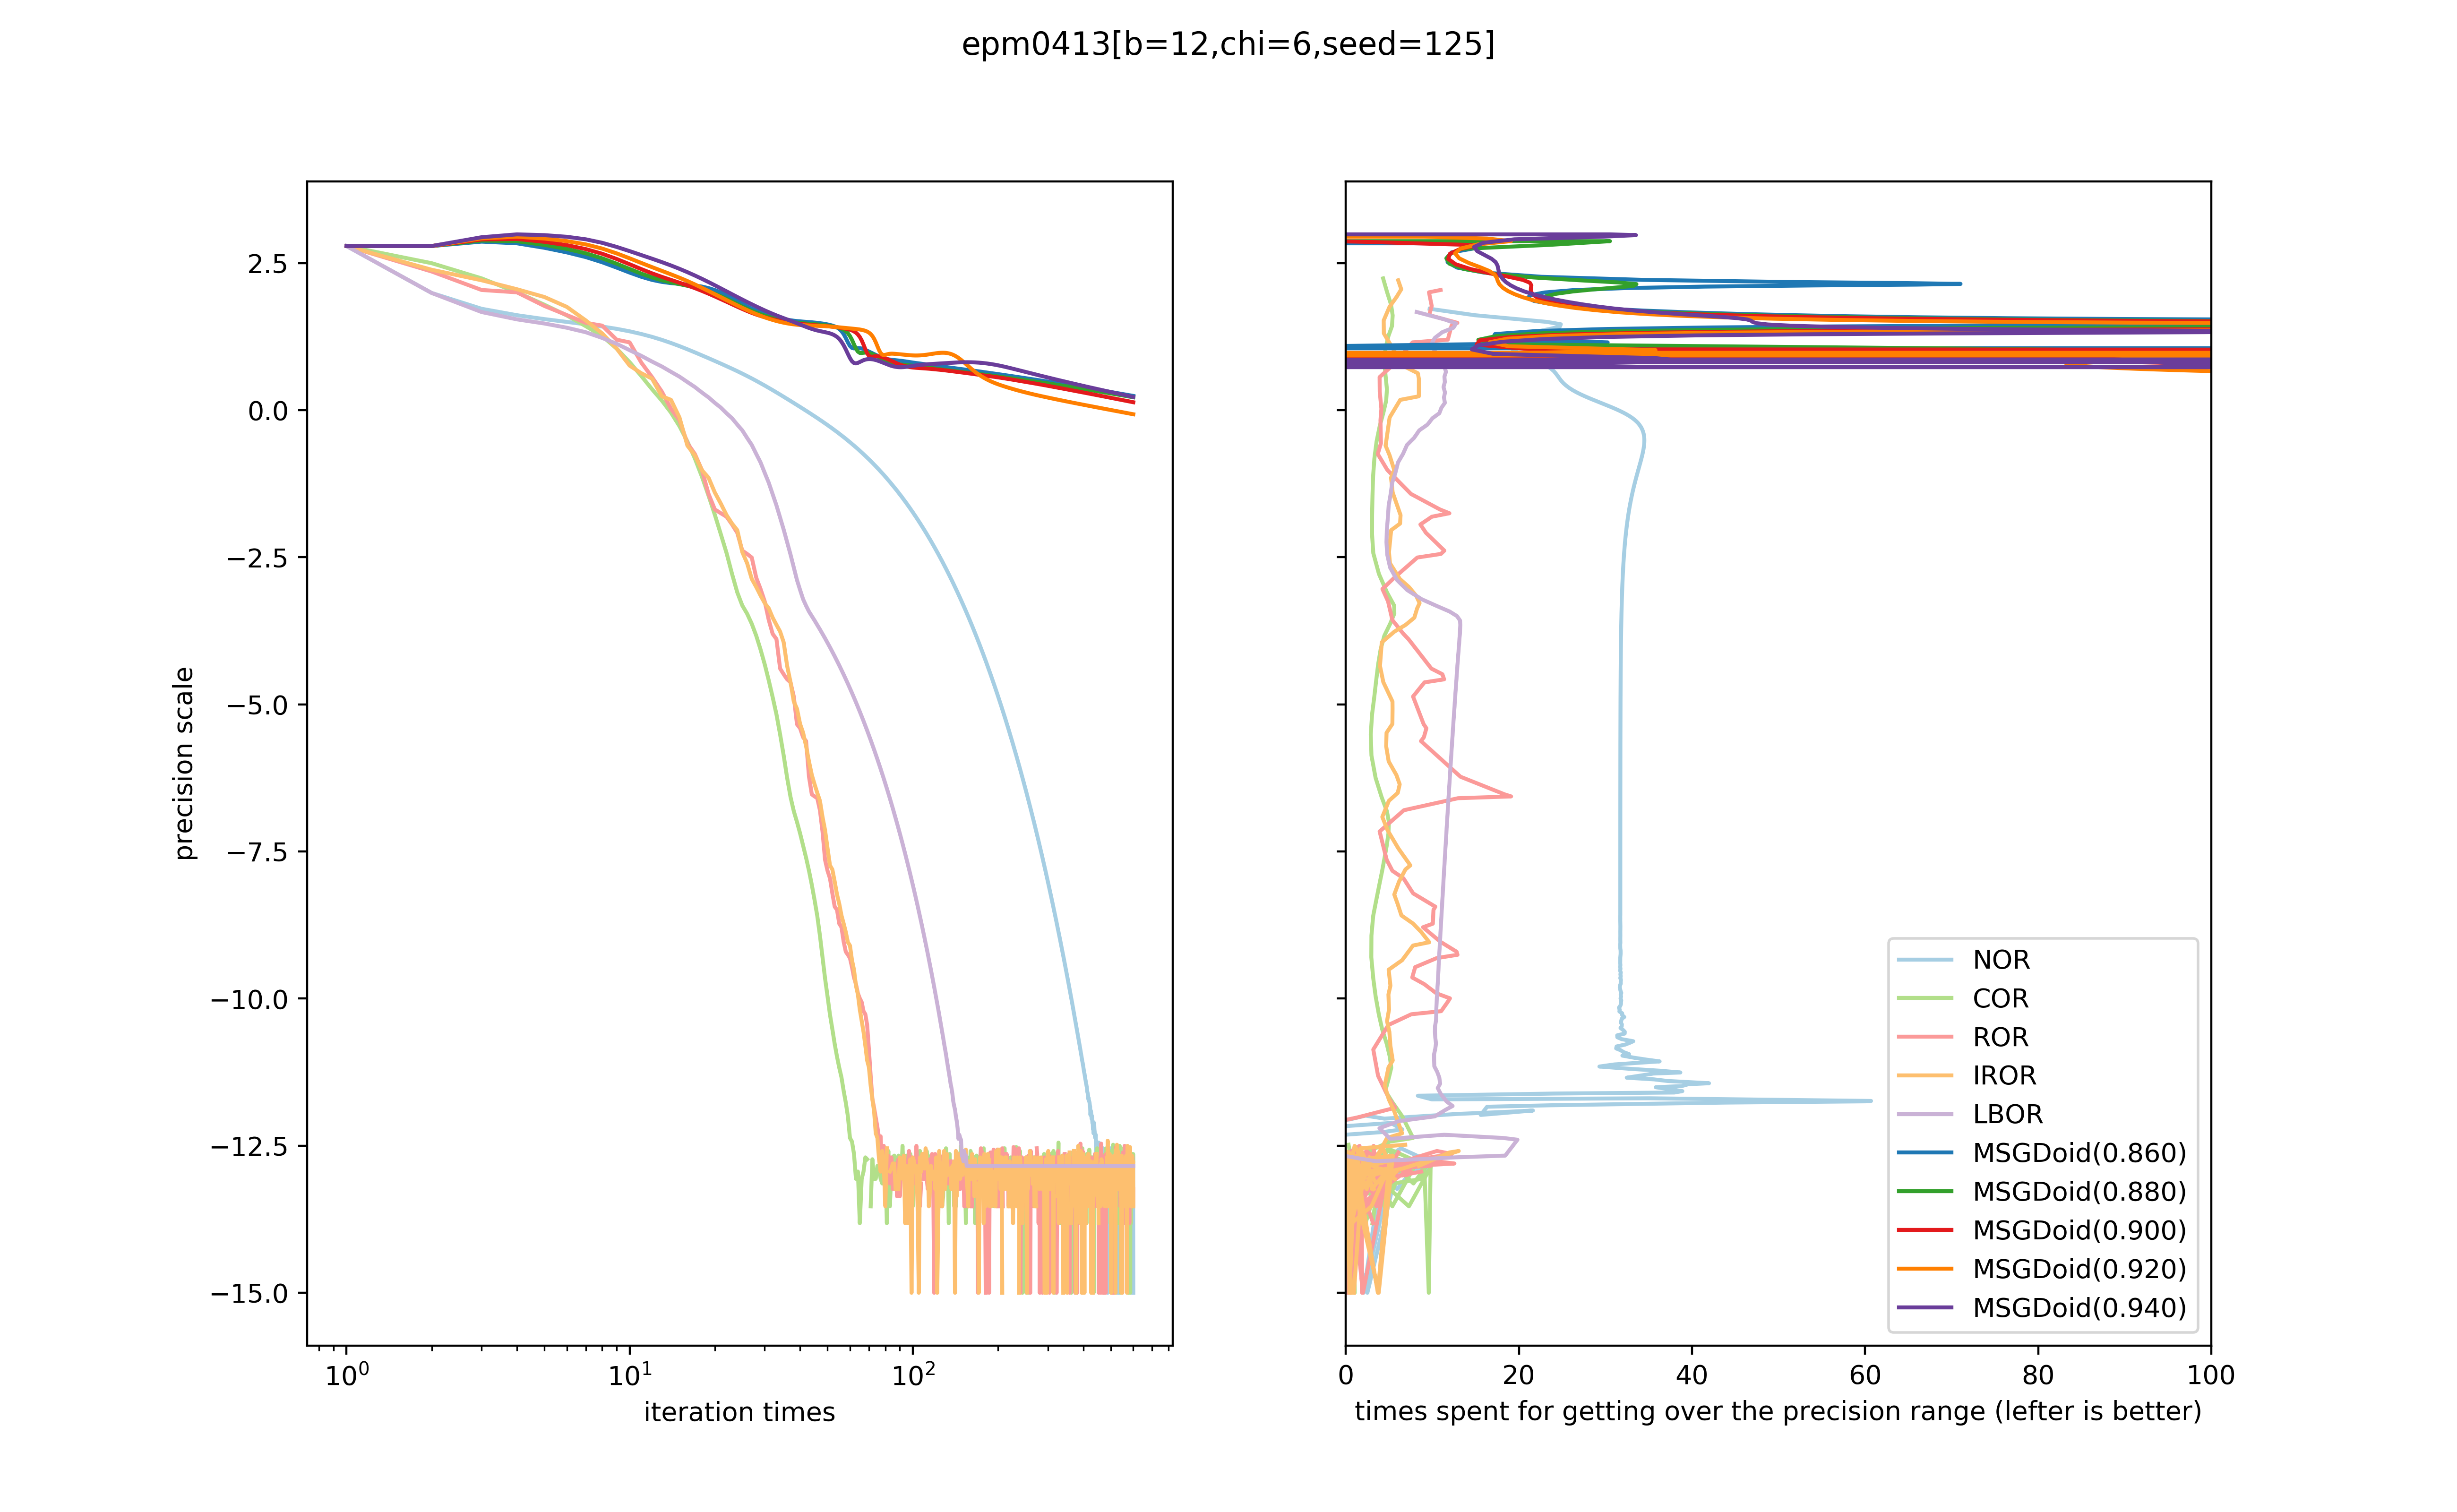 epm0413[b=12,chi=6,seed=125]
precision scale
2.5
0.0
−2.5
−5.0
−7.5
−10.0
−12.5
−15.0
10⁰ 10¹ 10²
iteration times
0 20 40 60 80 100
times spent for getting over the precision range (lefter is better)
NOR
COR
ROR
IROR
LBOR
MSGDoid(0.860)
MSGDoid(0.880)
MSGDoid(0.900)
MSGDoid(0.920)
MSGDoid(0.940)